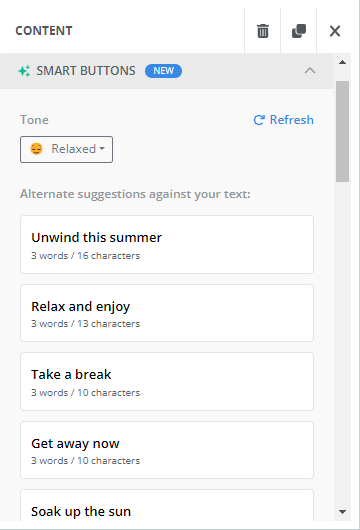 CONTENT
SMART BUTTONS NEW
Tone Refresh
Relaxed
Alternate suggestions against your text:
Unwind this summer
3 words / 16 characters
Relax and enjoy
3 words / 13 characters
Take a break
3 words / 10 characters
Get away now
3 words / 10 characters
Soak up the sun